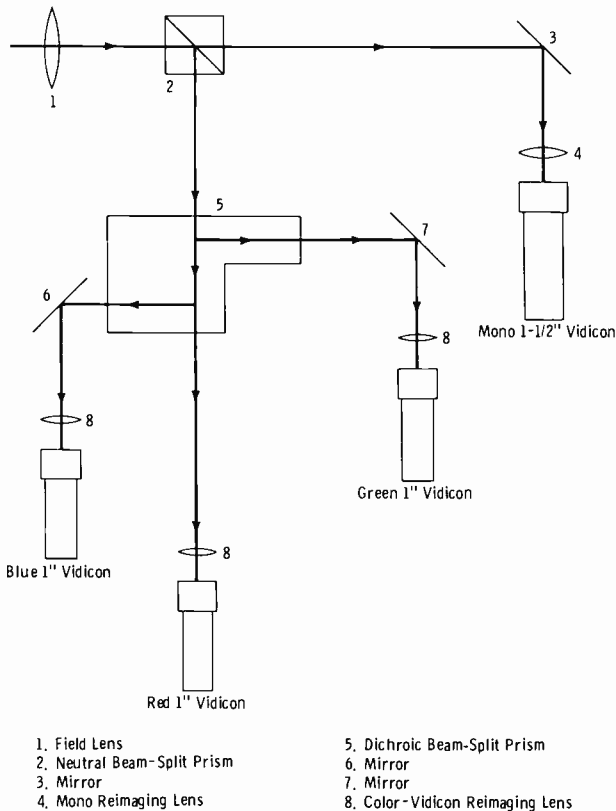 3
1
2
4
5
7
6
Mono 1-1/2" Vidicon
8
8
Green 1" Vidicon
8
Blue 1" Vidicon
Red 1" Vidicon
1. Field Lens
2. Neutral Beam-Split Prism
3. Mirror
4. Mono Reimaging Lens
5. Dichroic Beam-Split Prism
6. Mirror
7. Mirror
8. Color-Vidicon Reimaging Lens